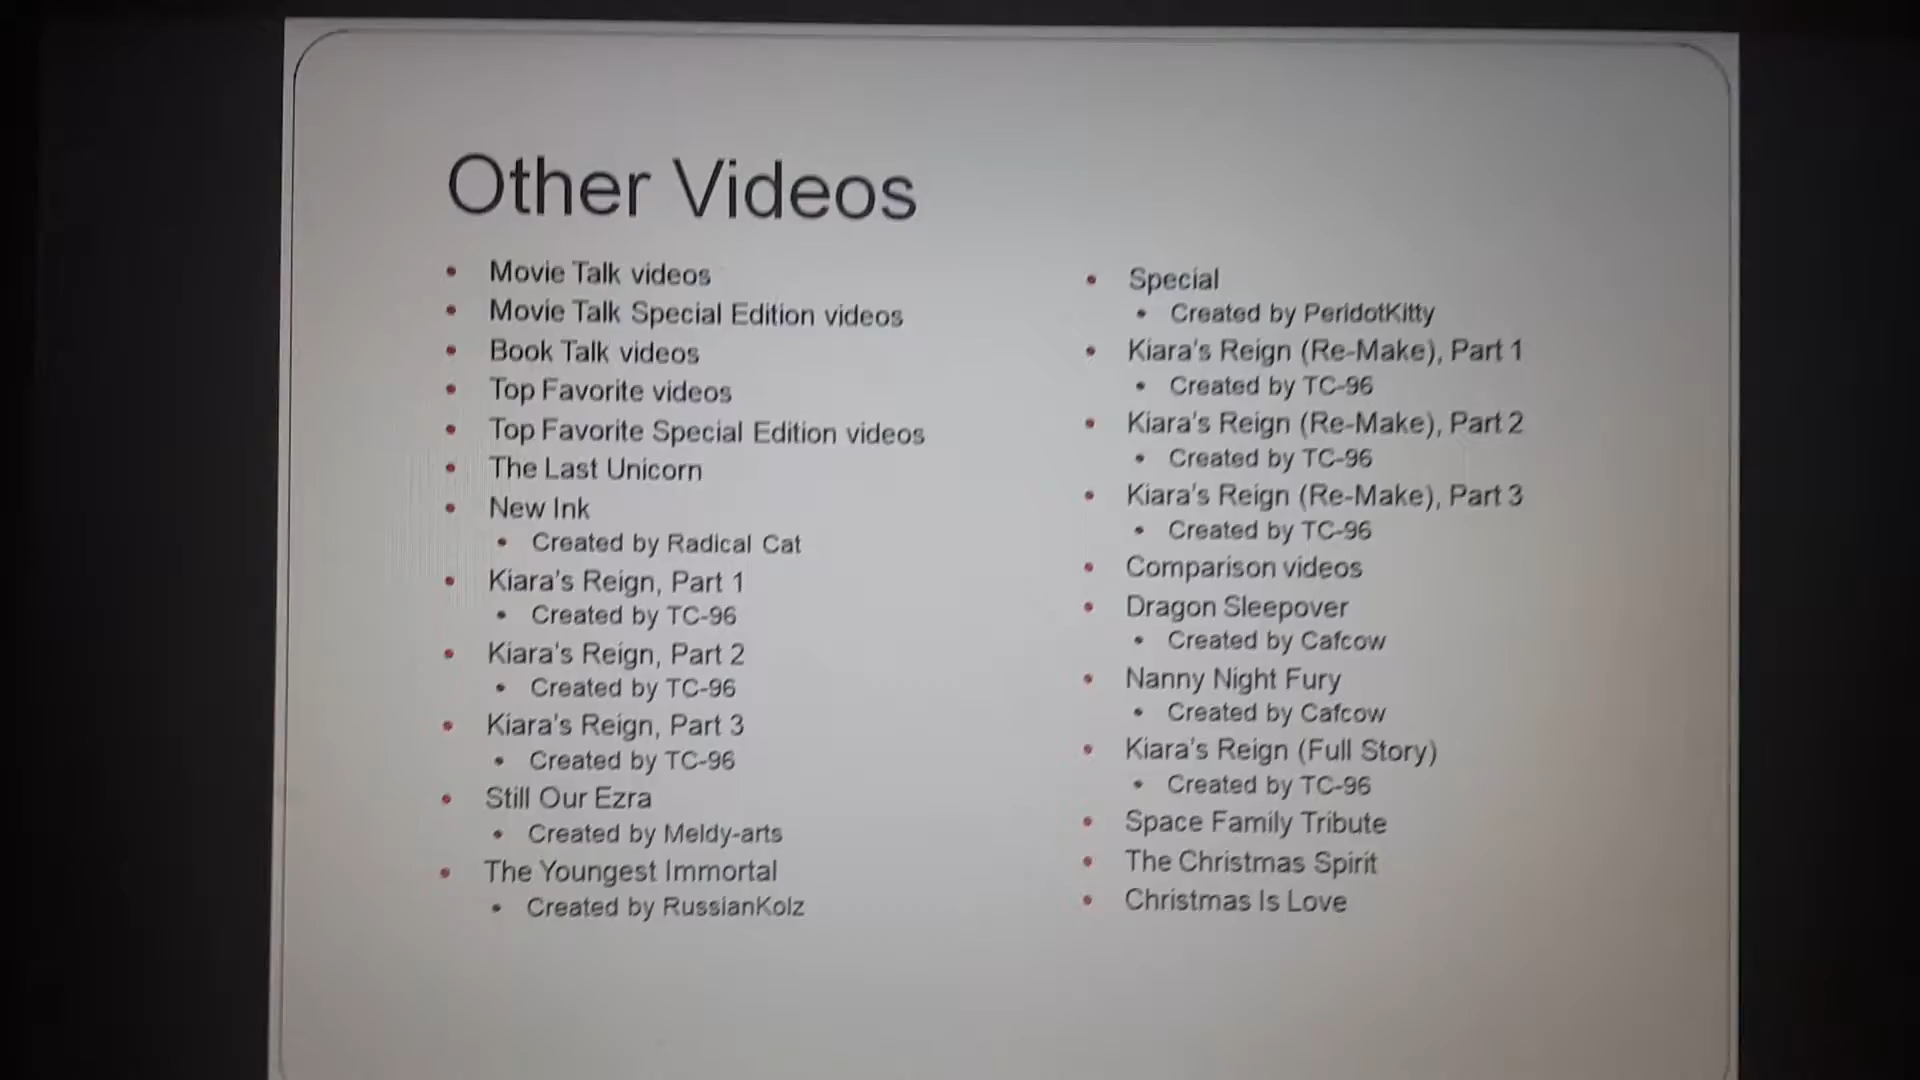 Other Videos
Movie Talk videos
Movie Talk Special Edition videos
Book Talk videos
Top Favorite videos
Top Favorite Special Edition videos
The Last Unicorn
New Ink
Created by Radical Cat
Kiara's Reign, Part 1
Created by TC-96
Kiara's Reign, Part 2
Created by TC-96
Kiara's Reign, Part 3
Created by TC-96
Still Our Ezra
Created by Meldy-arts
The Youngest Immortal
Created by RussianKolz
Special
Created by PeridotKitty
Kiara's Reign (Re-Make), Part 1
Created by TC-96
Kiara's Reign (Re-Make), Part 2
Created by TC-96
Kiara's Reign (Re-Make), Part 3
Created by TC-96
Comparison videos
Dragon Sleepover
Created by Cafcow
Nanny Night Fury
Created by Cafcow
Kiara's Reign (Full Story)
Created by TC-96
Space Family Tribute
The Christmas Spirit
Christmas Is Love